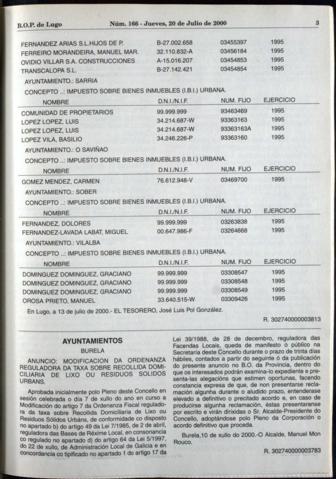 B.O.P. de Lugo Núm. 166 - Jueves, 20 de Julio de 2000 3
FERNANDEZ ARIAS S.L.HIJOS DE P. B-27.002.658 03455397 1995
FERREIRO MORANDEIRA, MANUEL MAR. 32.110.832-A 03456184 1995
OVIDIO VILLAR S.A. CONSTRUCCIONES A-15.016.207 03454853 1995
TRANSCALOPA S.L. B-27.142.421 03454854 1995
AYUNTAMIENTO.: SARRIA
CONCEPTO ..: IMPUESTO SOBRE BIENES INMUEBLES (I.B.I.) URBANA.
NOMBRE D.N.I./N.I.F. NUM. FIJO EJERCICIO
COMUNIDAD DE PROPIETARIOS 99.999.999 93463469 1995
LOPEZ LOPEZ, LUIS 34.214.687-W 93363163 1995
LOPEZ LOPEZ, LUIS 34.214.687-W 93363163A 1995
LOPEZ VILA, BASILIO 34.246.226-P 93363160 1995
AYUNTAMIENTO.: O SAVIÑAO
CONCEPTO ..: IMPUESTO SOBRE BIENES INMUEBLES (I.B.I.) URBANA.
NOMBRE D.N.I./N.I.F. NUM. FIJO EJERCICIO
GOMEZ MENDEZ, CARMEN 76.612.948-V 03469700 1995
AYUNTAMIENTO.: SOBER
CONCEPTO ..: IMPUESTO SOBRE BIENES INMUEBLES (I.B.I.) URBANA.
NOMBRE D.N.I./N.I.F. NUM. FIJO EJERCICIO
FERNANDEZ, DOLORES 99.999.999 03263838 1995
FERNANDEZ-LAVADA LABAT, MIGUEL 00.647.986-F 03264668 1995
AYUNTAMIENTO.: VILALBA
CONCEPTO ..: IMPUESTO SOBRE BIENES INMUEBLES (I.B.I.) URBANA.
NOMBRE D.N.I./N.I.F. NUM. FIJO EJERCICIO
DOMINGUEZ DOMINGUEZ, GRACIANO 99.999.999 03308547 1995
DOMINGUEZ DOMINGUEZ, GRACIANO 99.999.999 03308548 1995
DOMINGUEZ DOMINGUEZ, GRACIANO 99.999.999 03308549 1995
OROSA PRIETO, MANUEL 33.640.515-W 03309426 1995
En Lugo, a 13 de julio de 2000.- EL TESORERO, José Luis Pol González.
R. 302740000003813
AYUNTAMIENTOS
BURELA
ANUNCIO: MODIFICACION DA ORDENANZA
REGULADORA DA TAXA SOBRE RECOLLIDA DOMI-
CILIARIA DE LIXO OU RESIDUOS SOLIDOS
URBANS.
Aprobada inicialmente polo Pleno deste Concello en
sesión celebrada o día 7 de xullo do ano en curso a
Modificación do artigo 7 da Ordenanza Fiscal regulado-
ra da taxa sobre Recollida Domiciliaria de Lixo ou
Residuos Sólidos Urbans, de conformidade co disposto
no apartado b) do artigo 49 da Lei 7/1985, de 2 de abril,
reguladora das Bases de Réxime Local, en consonancia
co regulado no apartado d) do artigo 64 da Lei 5/1997,
do 22 de xullo, de Administración Local de Galicia e en
concordancia co tipificado no apartado 1 do artigo 17 da
Lei 39/1988, de 28 de decembro, reguladora das
Facendas Locais, queda de manifesto ó público na
Secretaría deste Concello durante o prazo de trinta días
hábiles, contados a partir do seguinte ó da publicación
do presente anuncio no B.O. da Provincia, dentro do
que os interesados poderán examina-lo expediente e pre-
senta-las alegacións que estimen oportunas, facendo
constancia expresa de que, de non presentarse recla-
mación algunha durante o aludido prazo, entenderase
elevado a definitivo o precitado acordo e, en caso de
producirse algunha reclamación, éstas presentaranse
por escrito e virán dirixidas ó Sr. Alcalde-Presidente do
Concello, adoptándose polo Pleno da Corporación o
acordo definitivo que proceda.
Burela,10 de xullo do 2000.-O Alcalde, Manuel Mon
Rouco.
R. 302740000003783